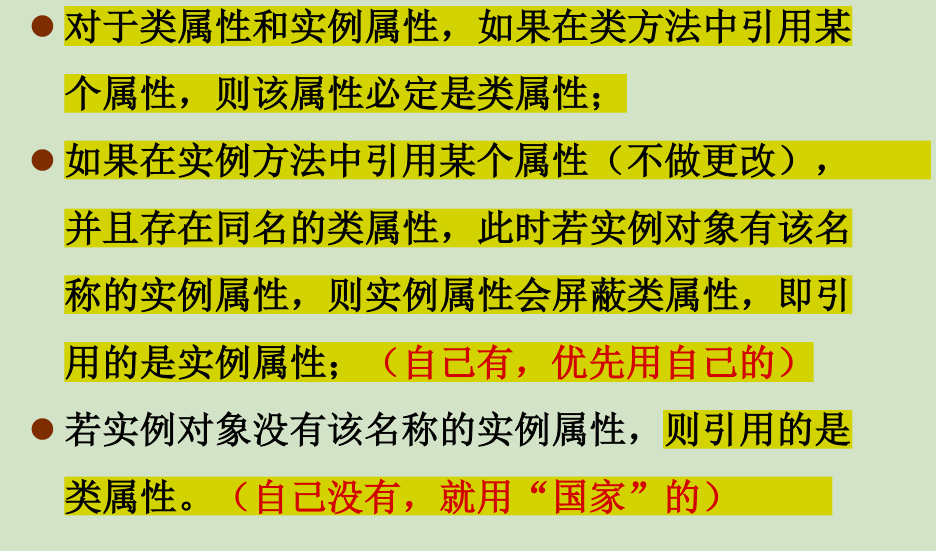 对于类属性和实例属性，如果在类方法中引用某
个属性，则该属性必定是类属性；
如果在实例方法中引用某个属性（不做更改），
并且存在同名的类属性，此时若实例对象有该名
称的实例属性，则实例属性会屏蔽类属性，即引
用的是实例属性；（自己有，优先用自己的）
若实例对象没有该名称的实例属性，则引用的是
类属性。（自己没有，就用“国家”的）